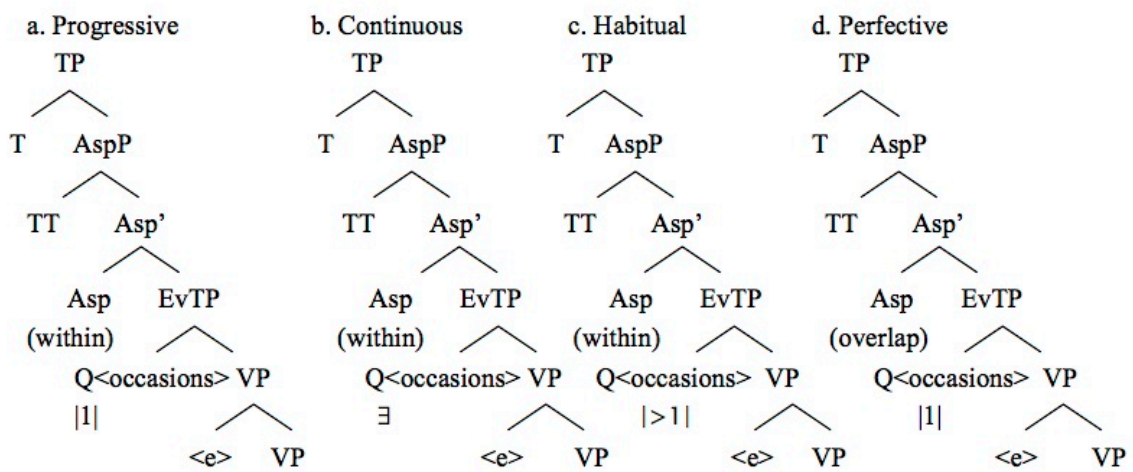 a. Progressive b. Continuous c. Habitual d. Perfective
TP TP TP TP
T AspP T AspP T AspP T AspP
TT Asp’ TT Asp’ TT Asp’ TT Asp’
Asp EvTP Asp EvTP Asp EvTP Asp EvTP
(within) (within) (within) (overlap)
Q<occasions> VP Q<occasions> VP Q<occasions> VP Q<occasions> VP
|1| ∃ |>1| |1|
<e> VP <e> VP <e> VP <e> VP